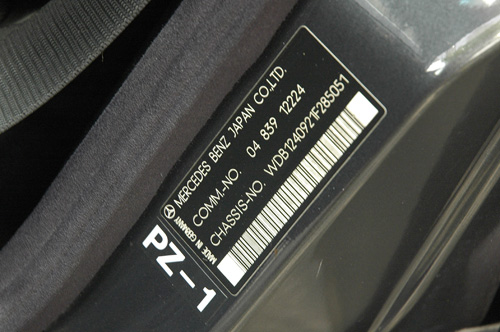 MERCEDES BENZ JAPAN CO.,LTD.
COMM.-NO. 04 839 12224
CHASSIS-NO. WDB1240921F285051
MADE IN GERMANY
PZ-1